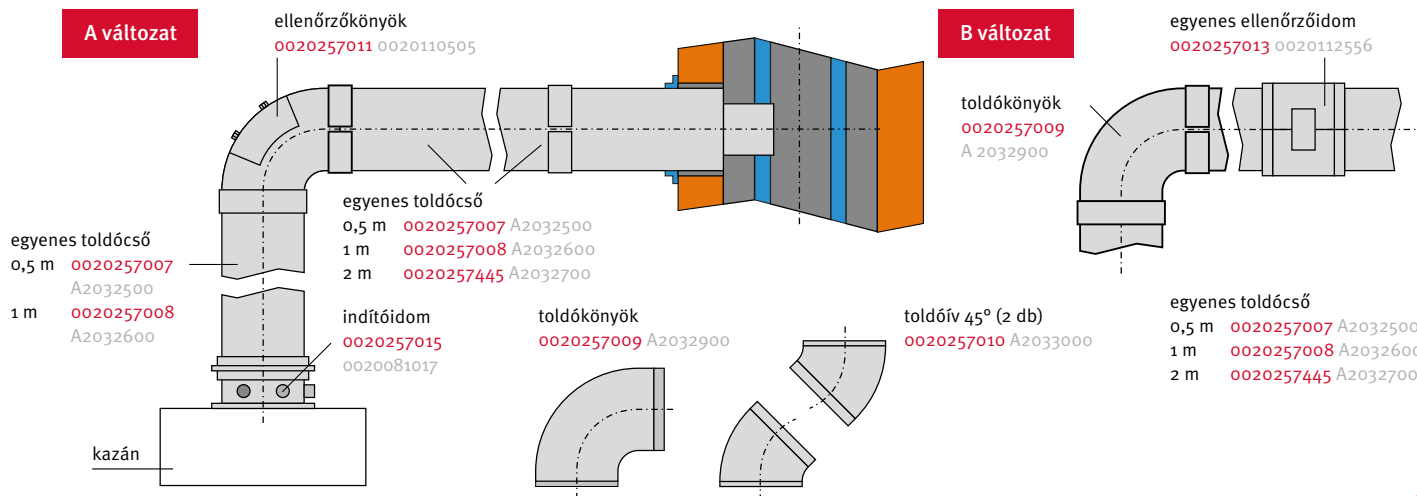 A változat
ellenőrzőkönyök
0020257011 0020110505
egyenes toldócső
0,5 m 0020257007 A2032500
1 m 0020257008 A2032600
2 m 0020257445 A2032700
egyenes toldócső
0,5 m 0020257007
A2032500
1 m 0020257008
A2032600
indítóidom
0020257015
0020081017
kazán
toldókönyök
0020257009 A2032900
toldóív 45° (2 db)
0020257010 A2033000
B változat
egyenes ellenőrzőidom
0020257013 0020112556
toldókönyök
0020257009
A 2032900
egyenes toldócső
0,5 m 0020257007 A2032500
1 m 0020257008 A2032600
2 m 0020257445 A2032700